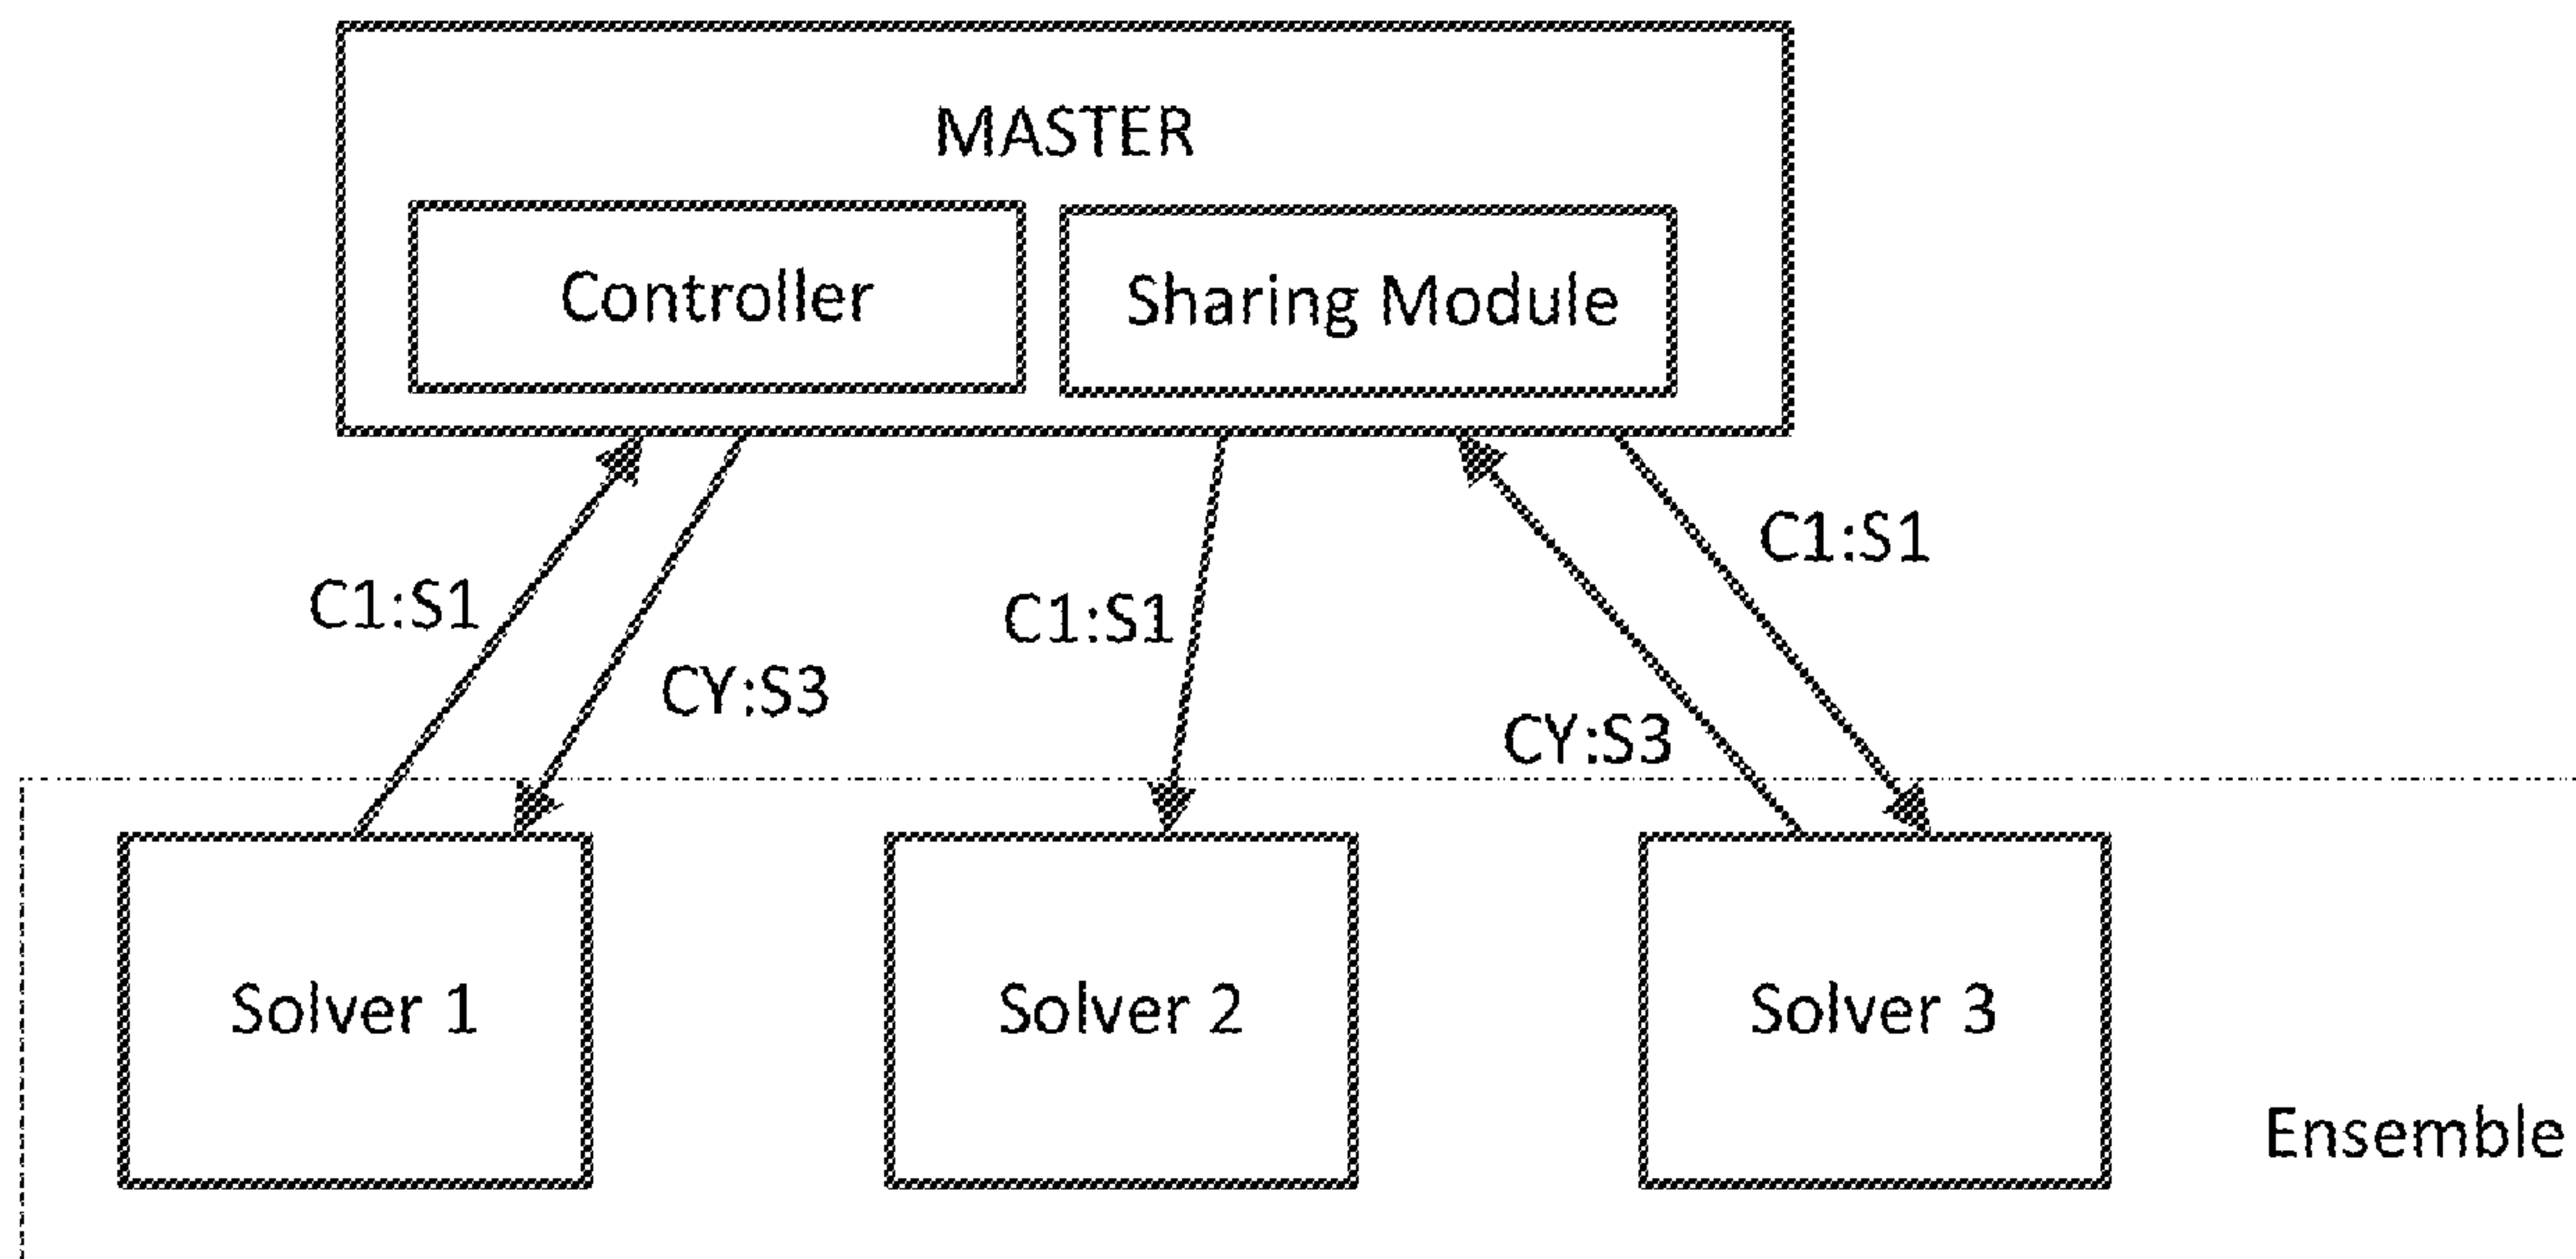 MASTER
Controller
Sharing Module
C1:S1
C1:S1
C1:S1
CY:S3
CY:S3
Solver 1
Solver 2
Solver 3
Ensemble